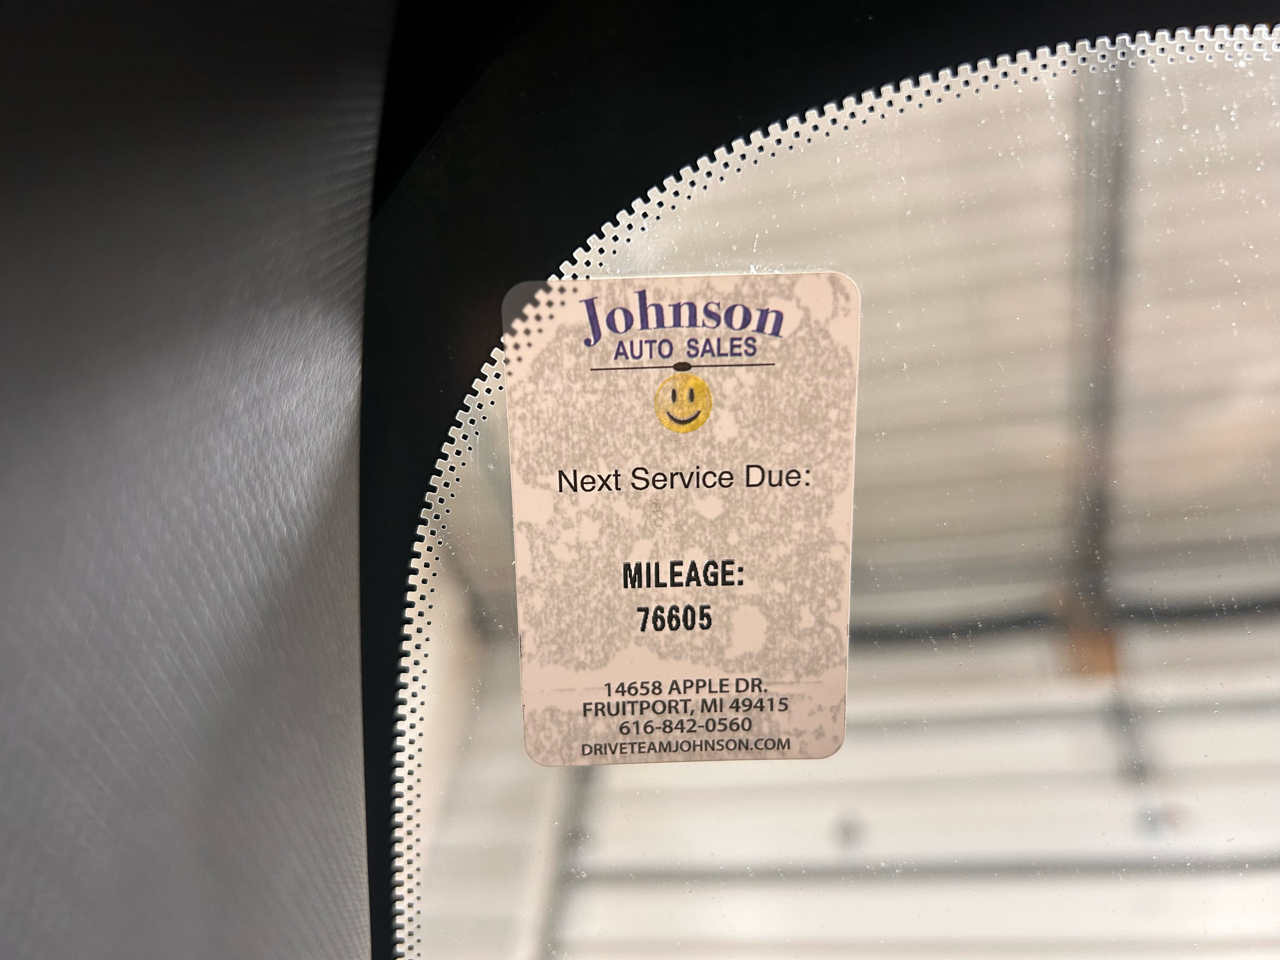 Johnson
AUTO SALES
Next Service Due:
MILEAGE:
76605
14658 APPLE DR.
FRUITPORT, MI 49415
616-842-0560
DRIVETEAMJOHNSON.COM